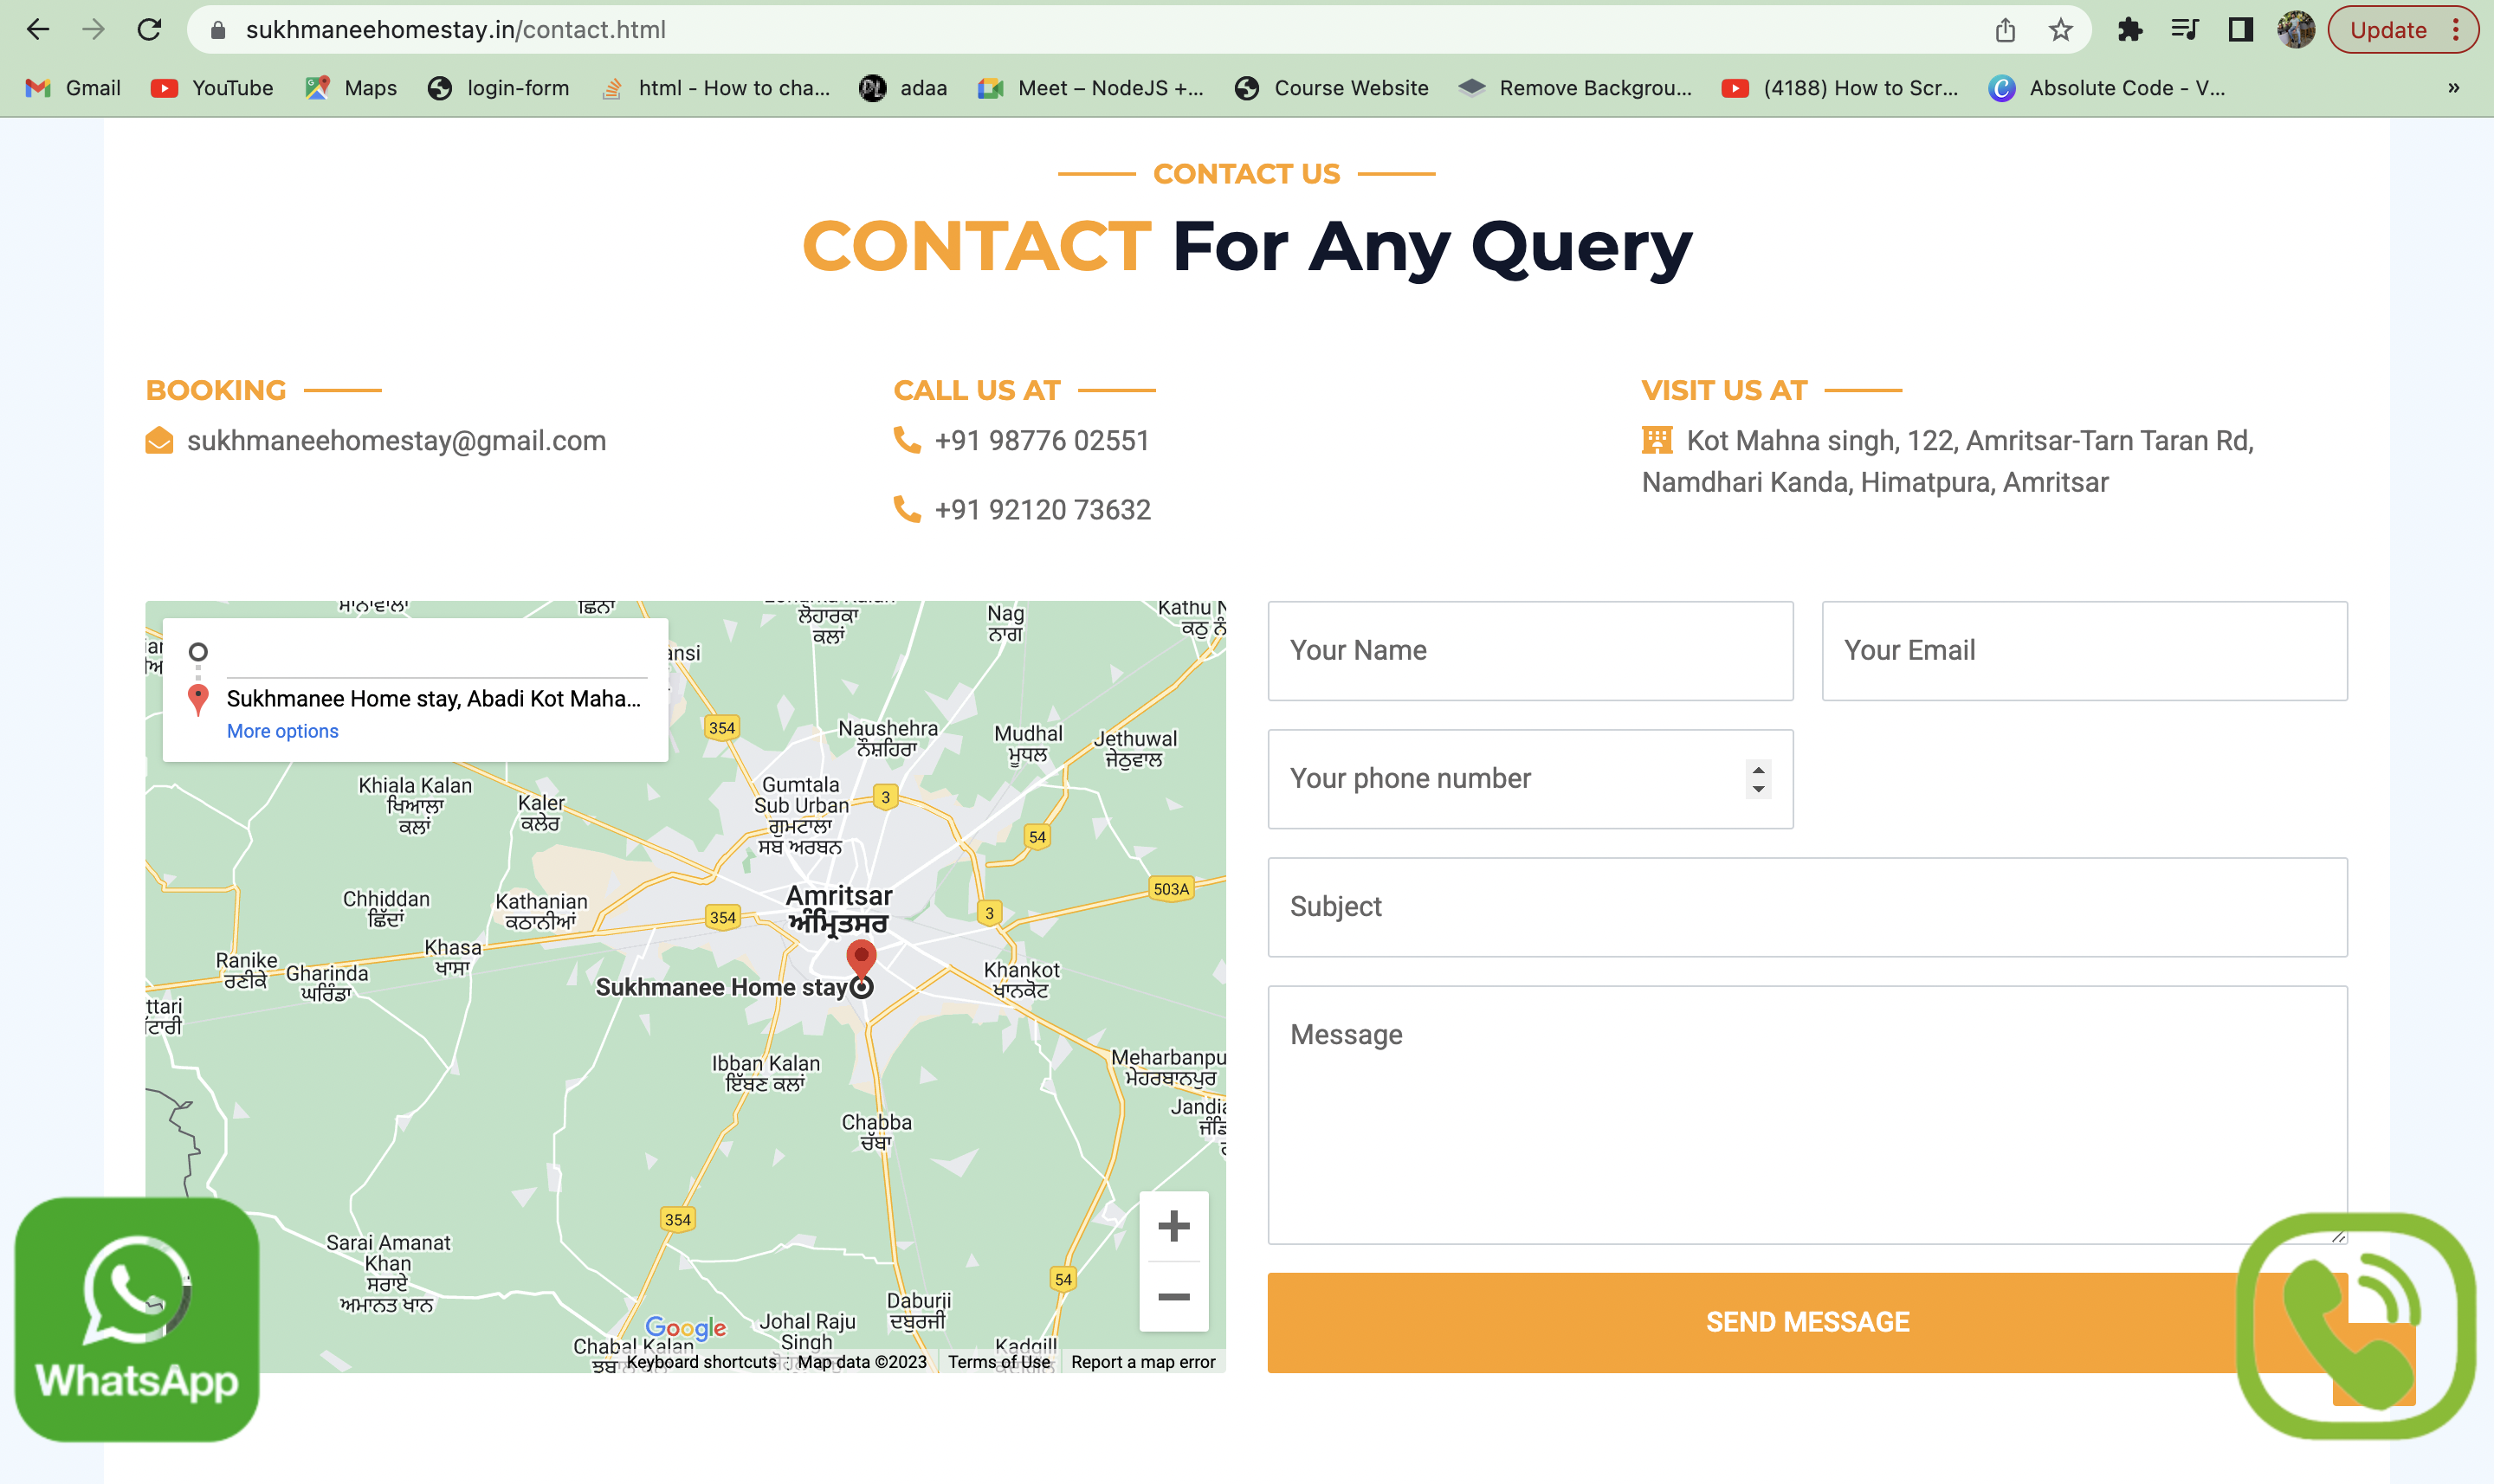 sukhmaneehomestay.in/contact.html
Update
Gmail
YouTube
Maps
login-form
html - How to cha...
adaa
Meet – NodeJS +...
Course Website
Remove Backgrou...
(4188) How to Scr...
Absolute Code - V...
»
CONTACT US
CONTACT For Any Query
BOOKING
sukhmaneehomestay@gmail.com
CALL US AT
+91 98776 02551
+91 92120 73632
VISIT US AT
Kot Mahna singh, 122, Amritsar-Tarn Taran Rd,
Namdhari Kanda, Himatpura, Amritsar
Sukhmanee Home stay, Abadi Kot Maha...
More options
ਲੋਹਾਰਕਾ
ਕਲਾਂ
Nag
ਨਾਗ
Kathu N
354
Naushehra
ਨੌਸ਼ਹਿਰਾ
Mudhal
ਮੂਧਲ
Jethuwal
ਜੇਠੂਵਾਲ
Khiala Kalan
ਖਿਆਲਾ
ਕਲਾਂ
Kaler
ਕਲੇਰ
Gumtala
Sub Urban
ਗੁਮਟਾਲਾ
ਸਬ ਅਰਬਨ
3
54
Chhiddan
ਛਿੱਦਾਂ
Kathanian
ਕਠਾਨੀਆਂ
354
Amritsar
ਅੰਮ੍ਰਿਤਸਰ
3
503A
Khasa
ਖਾਸਾ
Ranike
ਰਣੀਕੇ
Gharinda
ਘਰਿੰਡਾ
Sukhmanee Home stay
Khankot
ਖਾਨਕੋਟ
ttari
Ibban Kalan
ਇੱਬਣ ਕਲਾਂ
Meharbanpu
ਮੇਹਰਬਾਨਪੁਰ
Jandia
Chabba
ਚੱਬਾ
354
Sarai Amanat
Khan
ਸਰਾਏ
ਅਮਾਨਤ ਖਾਨ
54
Daburji
ਦਬੁਰਜੀ
Johal Raju
Singh
Chabal Kalan
Kadgill
Google
Keyboard shortcuts
Map data ©2023
Terms of Use
Report a map error
Your Name
Your Email
Your phone number
Subject
Message
SEND MESSAGE
WhatsApp